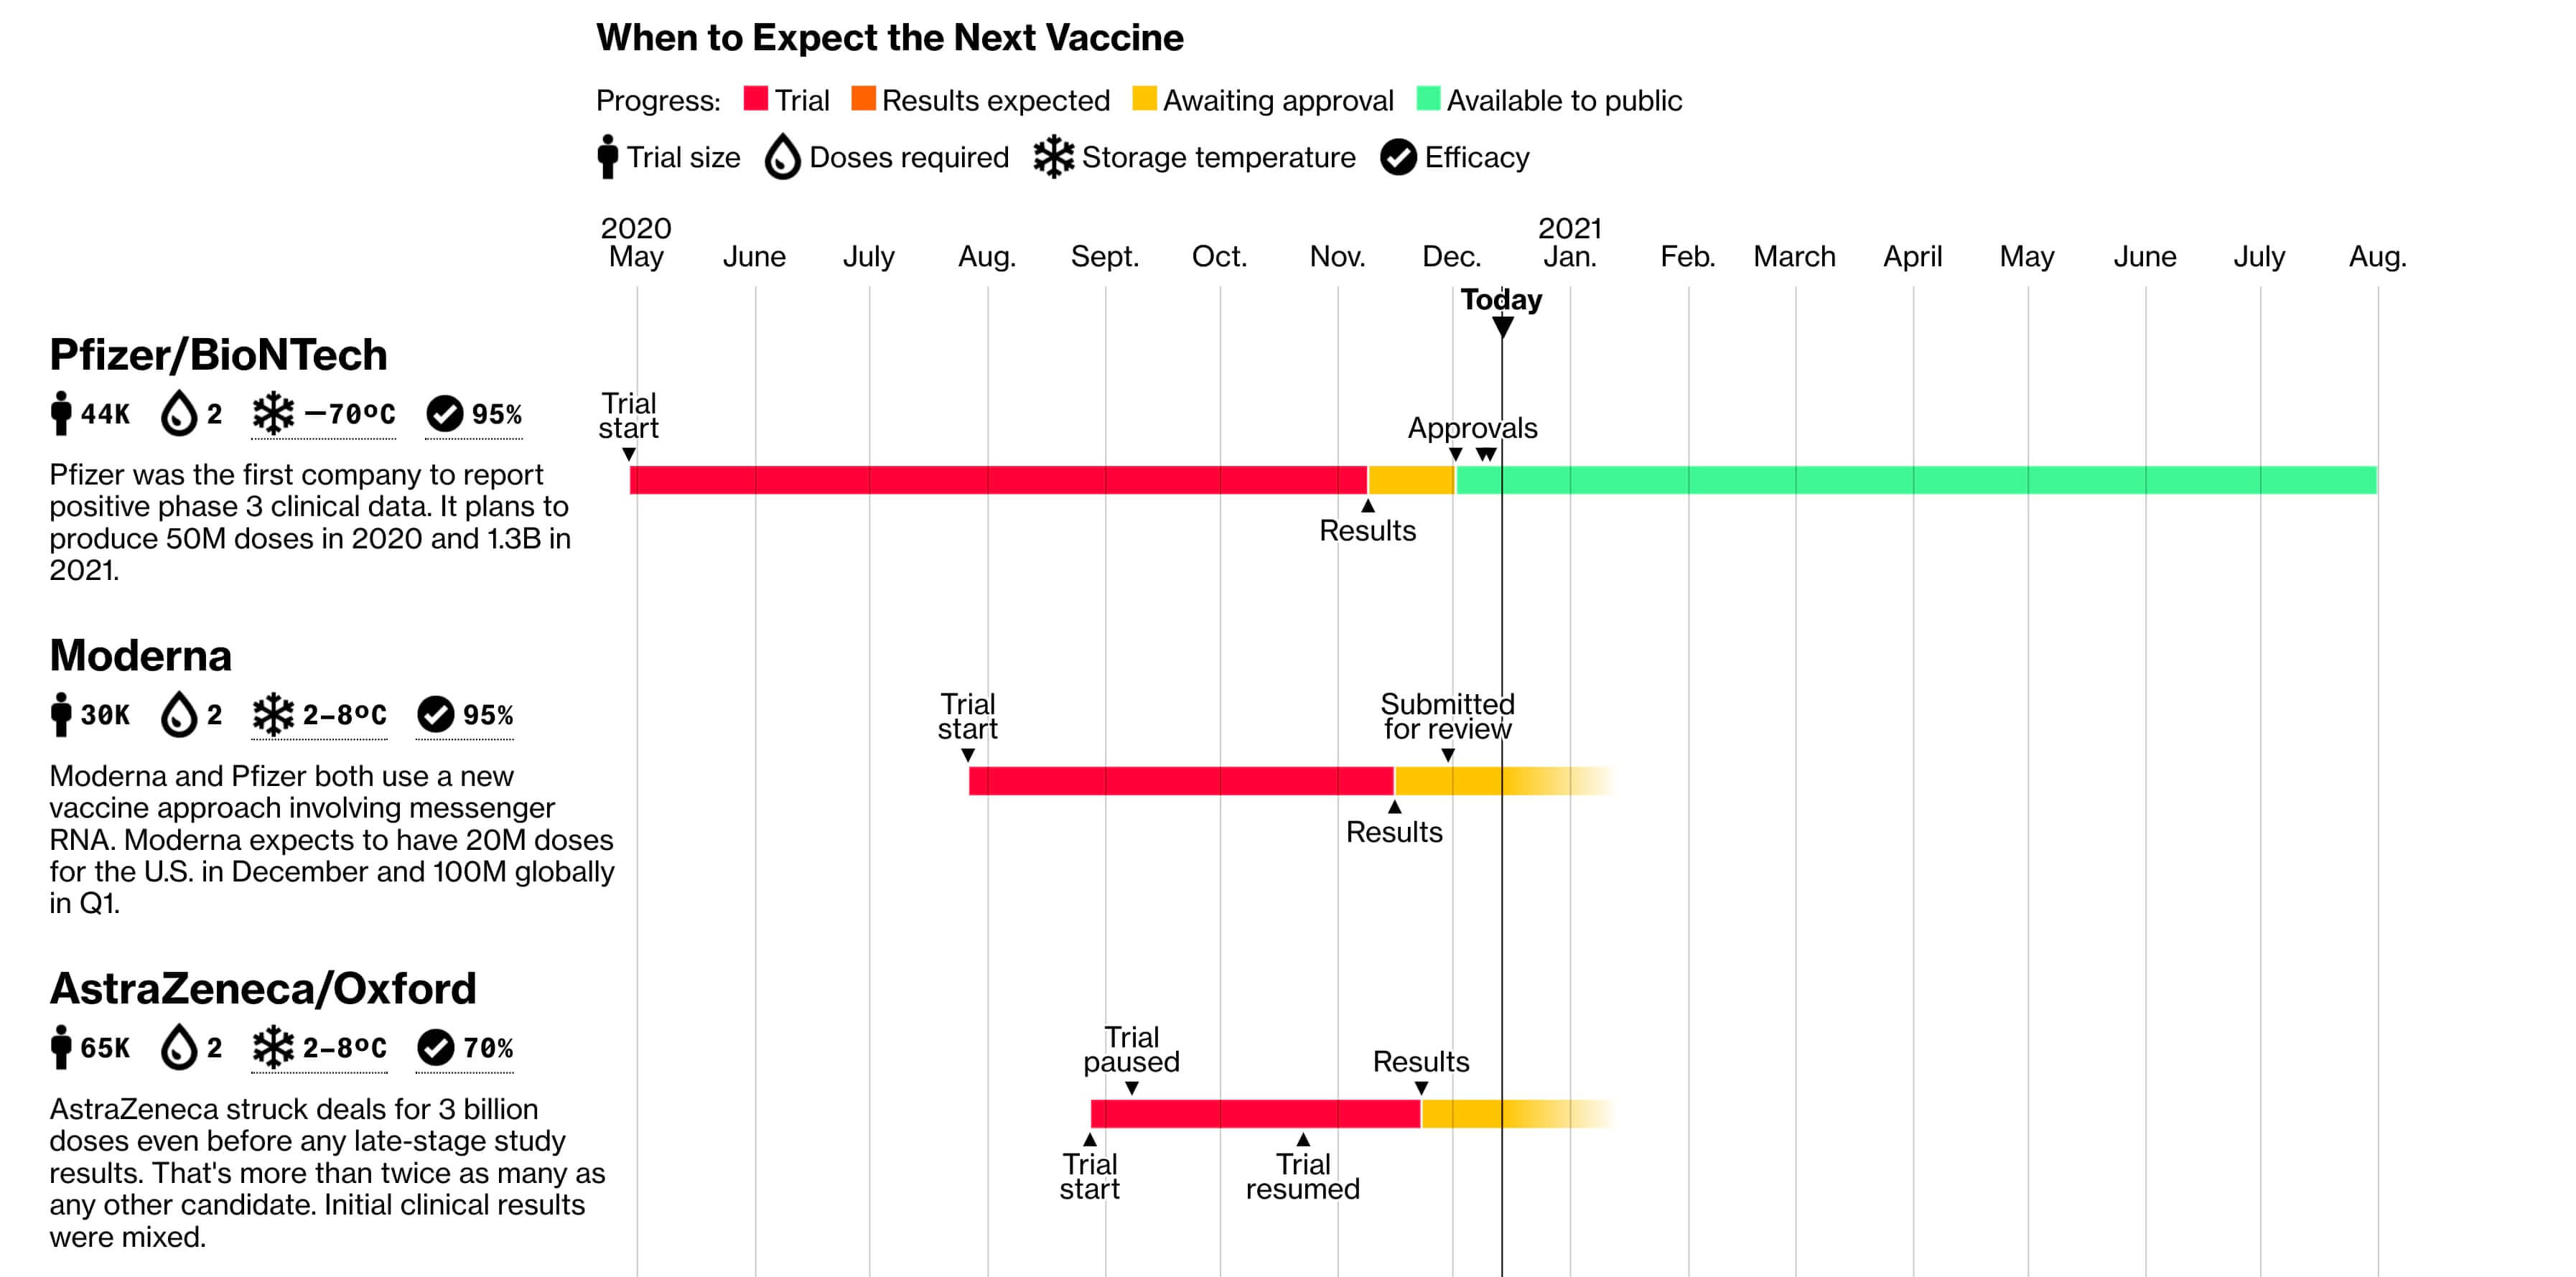 When to Expect the Next Vaccine
Progress: Trial Results expected Awaiting approval Available to public
Trial size Doses required Storage temperature Efficacy
2020 2021
May June July Aug. Sept. Oct. Nov. Dec. Jan. Feb. March April May June July Aug.
Today
Pfizer/BioNTech
44K 2 –70ºC 95%
Pfizer was the first company to report
positive phase 3 clinical data. It plans to
produce 50M doses in 2020 and 1.3B in
2021.
Trial
start
Approvals
Results
Moderna
30K 2–8ºC 95%
2
Moderna and Pfizer both use a new
vaccine approach involving messenger
RNA. Moderna expects to have 20M doses
for the U.S. in December and 100M globally
in Q1.
Trial
start
Submitted
for review
Results
AstraZeneca/Oxford
65K 2 2–8ºC 70%
AstraZeneca struck deals for 3 billion
doses even before any late-stage study
results. That's more than twice as many as
any other candidate. Initial clinical results
were mixed.
Trial
paused
Results
Trial
start
Trial
resumed